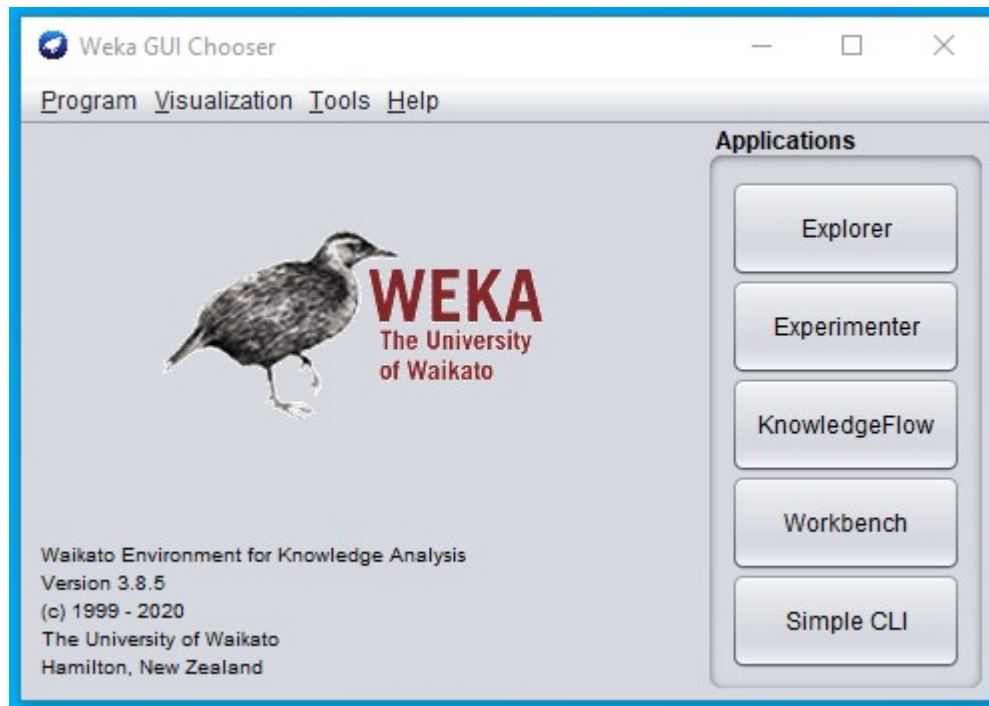 Weka GUI Chooser
Program Visualization Tools Help
Applications
Explorer
Experimenter
KnowledgeFlow
Workbench
Simple CLI
WEKA
The University
of Waikato
Waikato Environment for Knowledge Analysis
Version 3.8.5
(c) 1999 - 2020
The University of Waikato
Hamilton, New Zealand